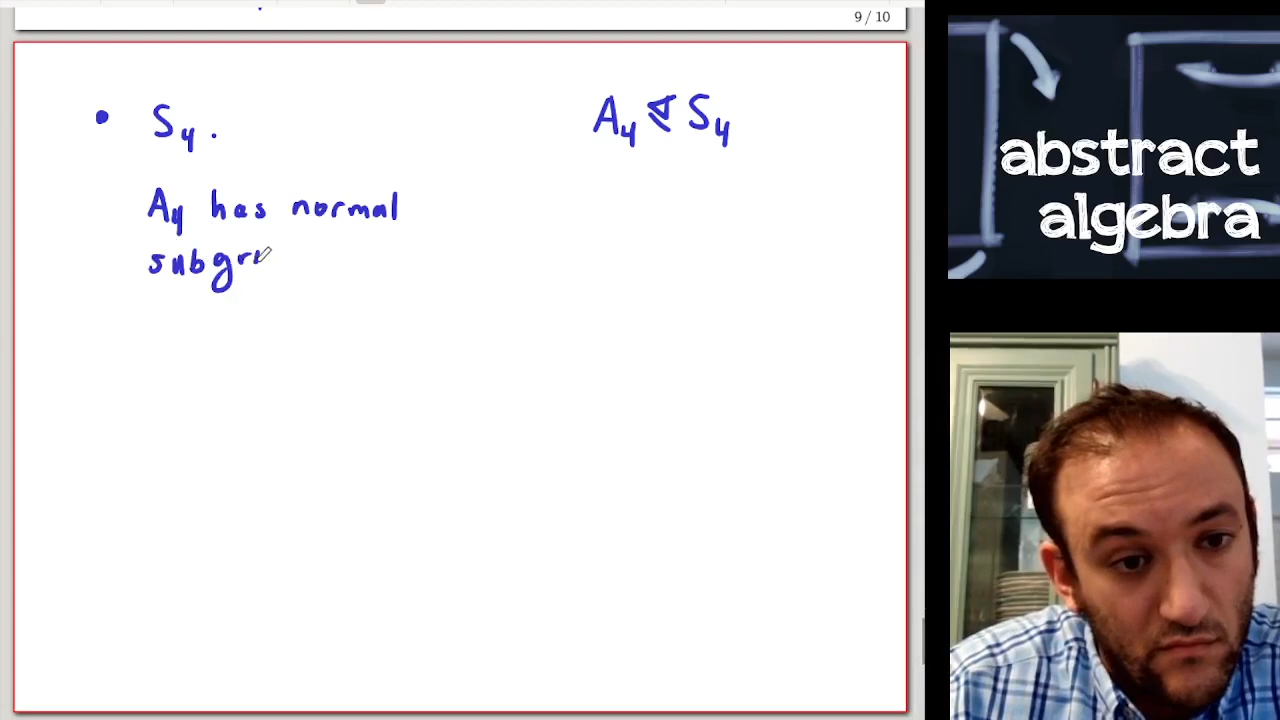 9 / 10
• S₄ .
A₄ ⊴ S₄
A₄ has normal
subgr
abstract
algebra